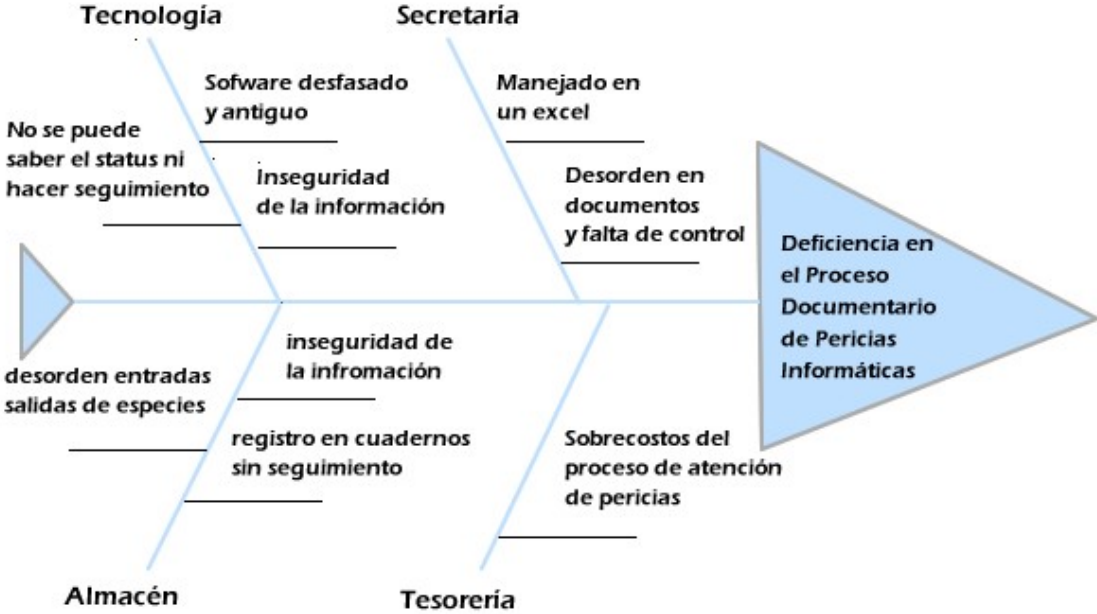 Tecnología
Secretaría
Sofware desfasado
y antiguo
Manejado en
un excel
No se puede
saber el status ni
hacer seguimiento
Inseguridad
de la información
Desorden en
documentos
y falta de control
Deficiencia en
el Proceso
Documentario
de Pericias
Informáticas
inseguridad de
la infromación
desorden entradas
salidas de especies
registro en cuadernos
sin seguimiento
Sobrecostos del
proceso de atención
de pericias
Almacén
Tesorería